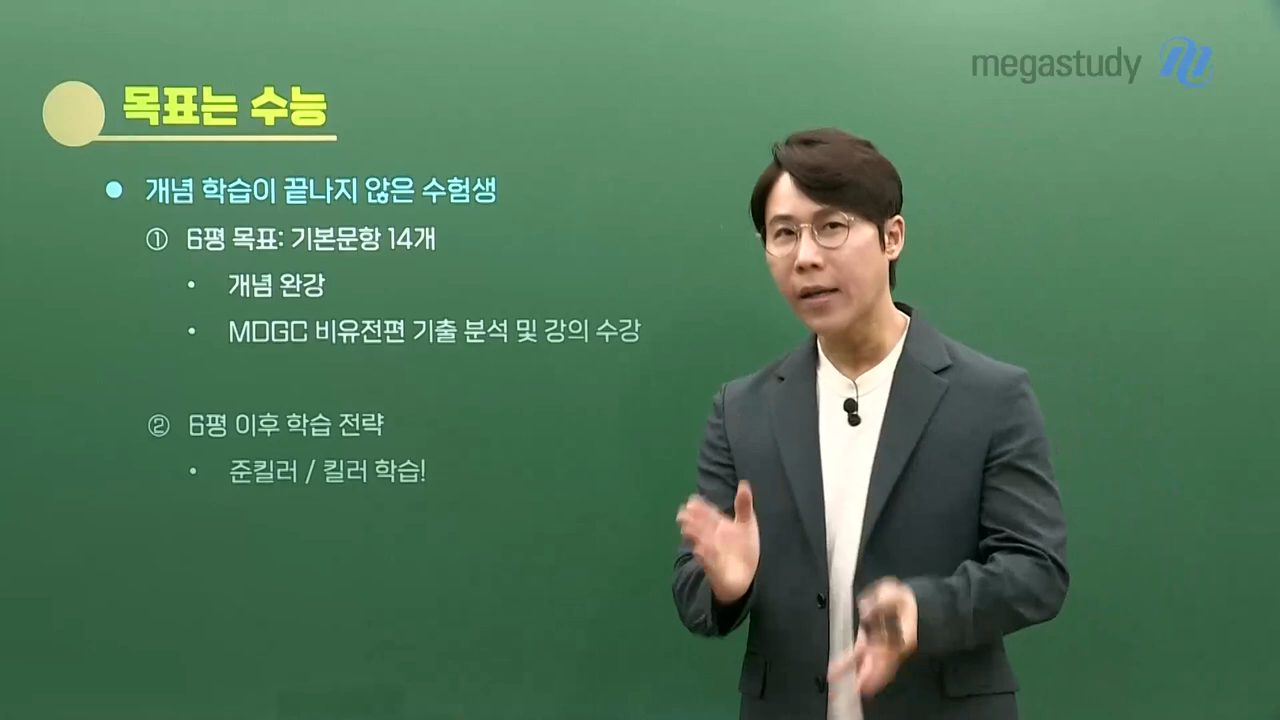 megastudy
목표는 수능
개념 학습이 끝나지 않은 수험생
① 6평 목표: 기본문항 14개
• 개념 완강
• MDGC 비유전편 기출 분석 및 강의 수강
② 6평 이후 학습 전략
• 준킬러 / 킬러 학습!